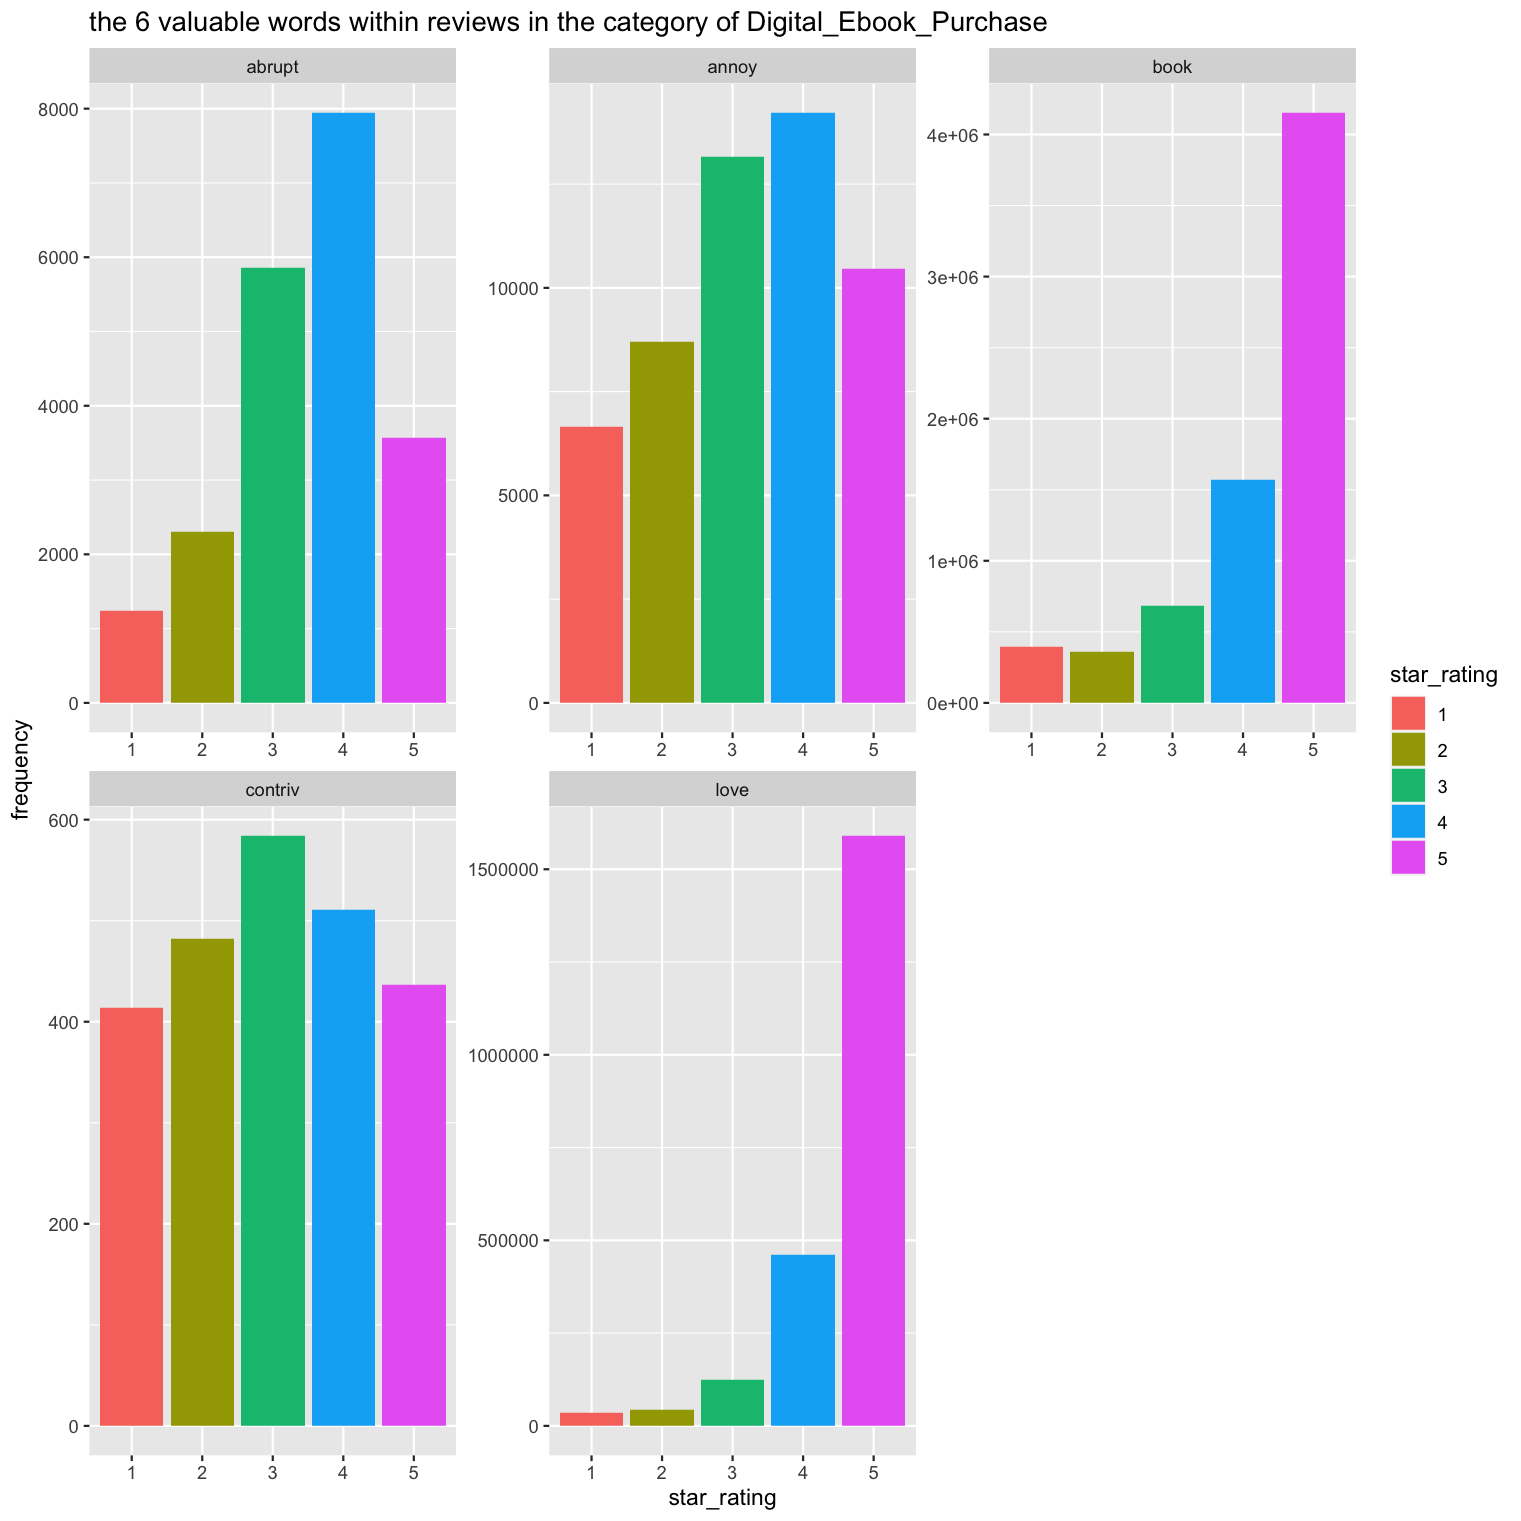 the 6 valuable words within reviews in the category of Digital_Ebook_Purchase
abrupt
8000
6000
4000
2000
0
1 2 3 4 5
annoy
10000
5000
0
1 2 3 4 5
book
4e+06
3e+06
2e+06
1e+06
0e+00
1 2 3 4 5
contriv
600
400
200
0
1 2 3 4 5
love
1500000
1000000
500000
0
1 2 3 4 5
frequency
star_rating
star_rating
1
2
3
4
5